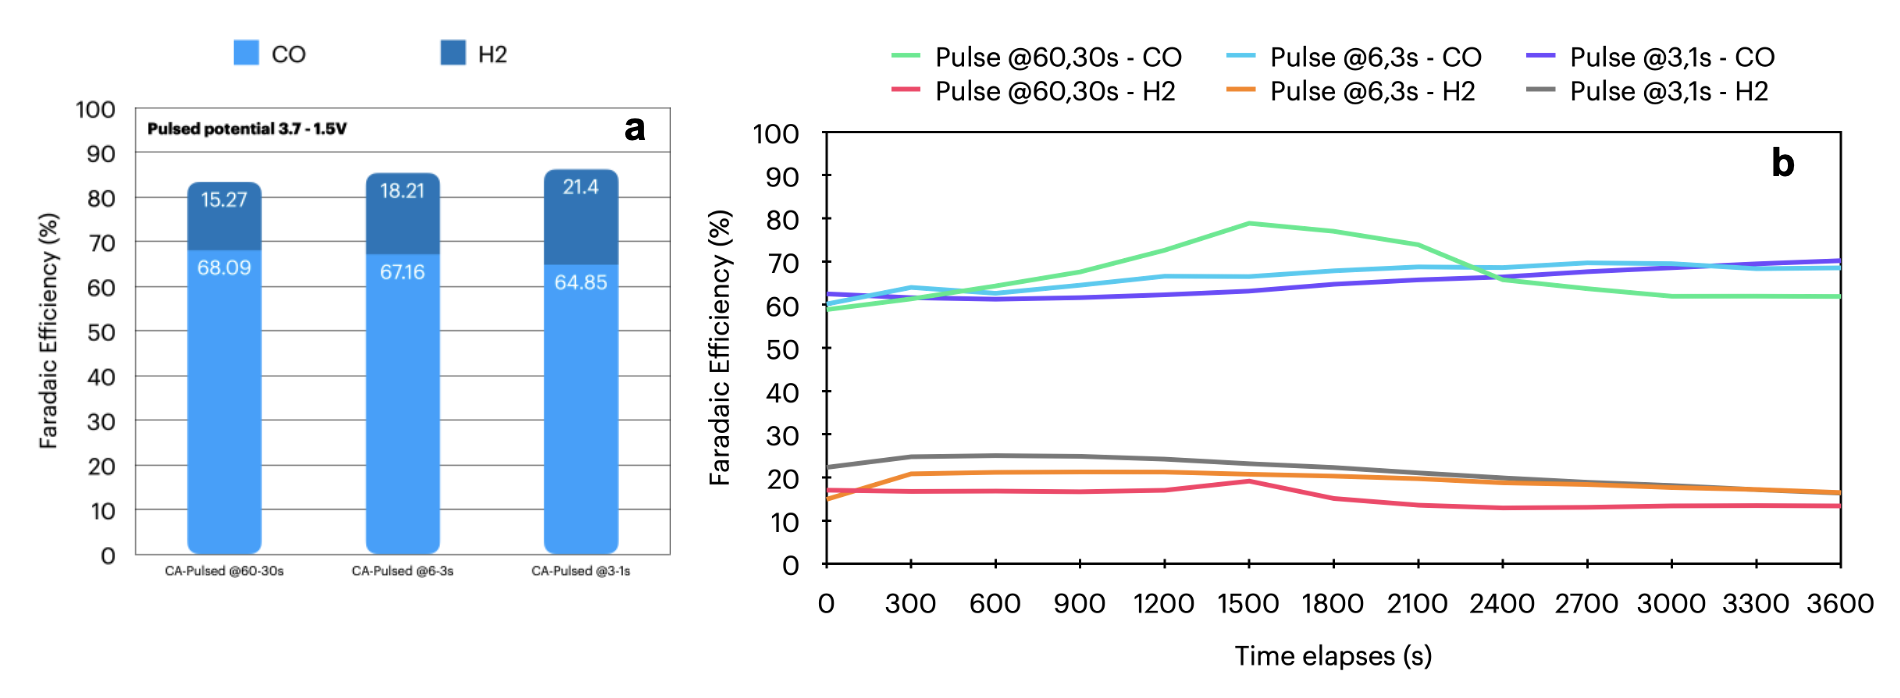 CO H2
100
90
80
70
60
50
40
30
20
10
0
Faradaic Efficiency (%)
Pulsed potential 3.7 - 1.5V
a
15.27
68.09
18.21
67.16
21.4
64.85
CA-Pulsed @60-30s CA-Pulsed @6-3s CA-Pulsed @3-1s
Pulse @60,30s - CO Pulse @6,3s - CO Pulse @3,1s - CO
Pulse @60,30s - H2 Pulse @6,3s - H2 Pulse @3,1s - H2
b
100
90
80
70
60
50
40
30
20
10
0
Faradaic Efficiency (%)
0 300 600 900 1200 1500 1800 2100 2400 2700 3000 3300 3600
Time elapses (s)